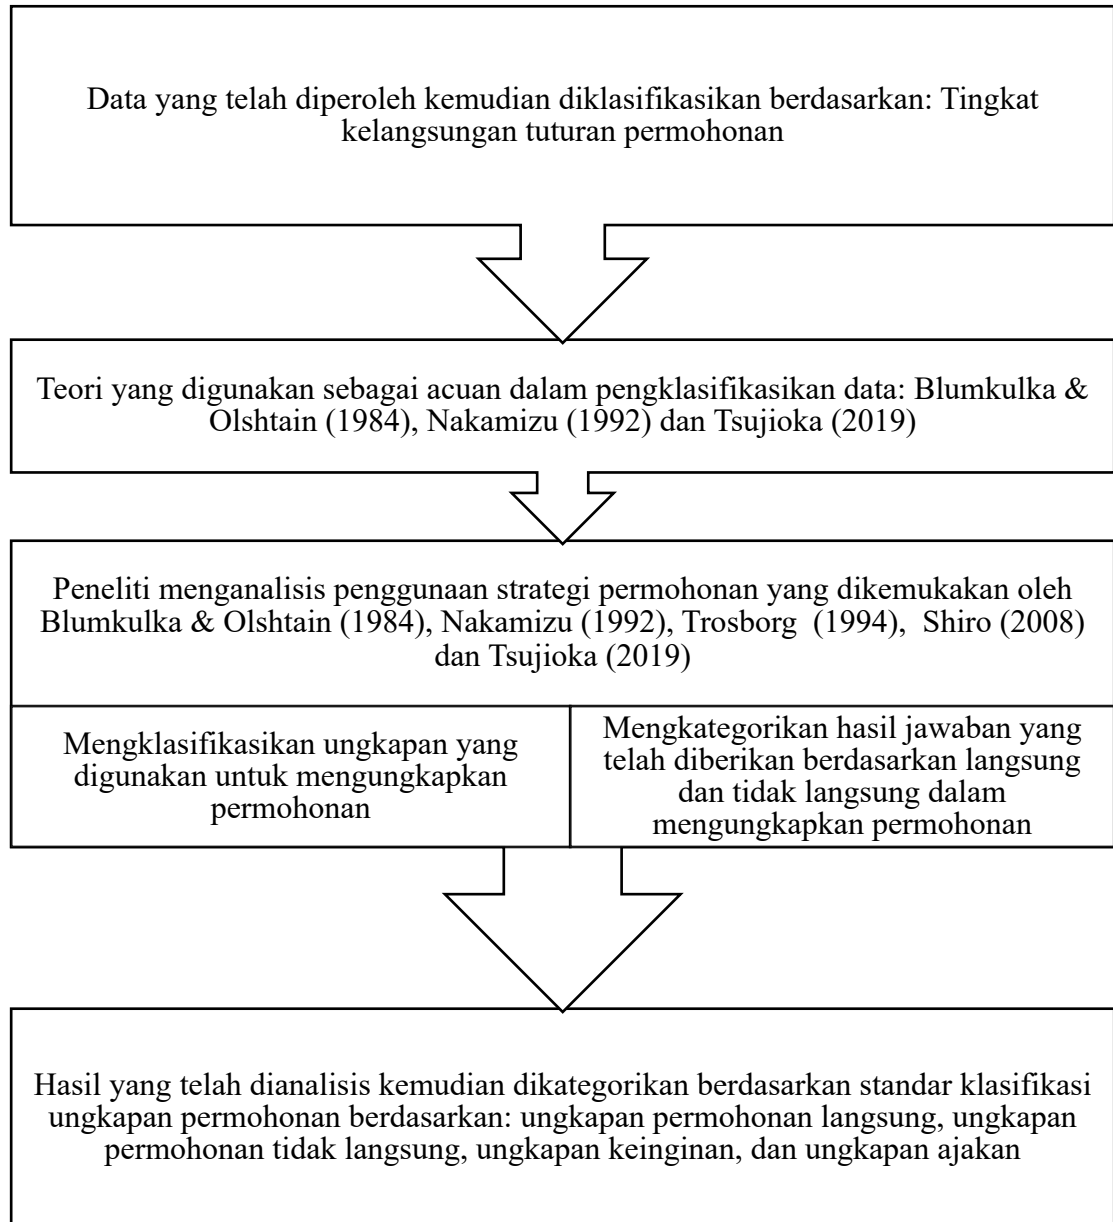 Data yang telah diperoleh kemudian diklasifikasikan berdasarkan: Tingkat
kelangsungan tuturan permohonan
Teori yang digunakan sebagai acuan dalam pengklasifikasikan data: Blumkulka &
Olshtain (1984), Nakamizu (1992) dan Tsujioka (2019)
Peneliti menganalisis penggunaan strategi permohonan yang dikemukakan oleh
Blumkulka & Olshtain (1984), Nakamizu (1992), Trosborg (1994), Shiro (2008)
dan Tsujioka (2019)
Mengklasifikasikan ungkapan yang
digunakan untuk mengungkapkan
permohonan
Mengkategorikan hasil jawaban yang
telah diberikan berdasarkan langsung
dan tidak langsung dalam
mengungkapkan permohonan
Hasil yang telah dianalisis kemudian dikategorikan berdasarkan standar klasifikasi
ungkapan permohonan berdasarkan: ungkapan permohonan langsung, ungkapan
permohonan tidak langsung, ungkapan keinginan, dan ungkapan ajakan